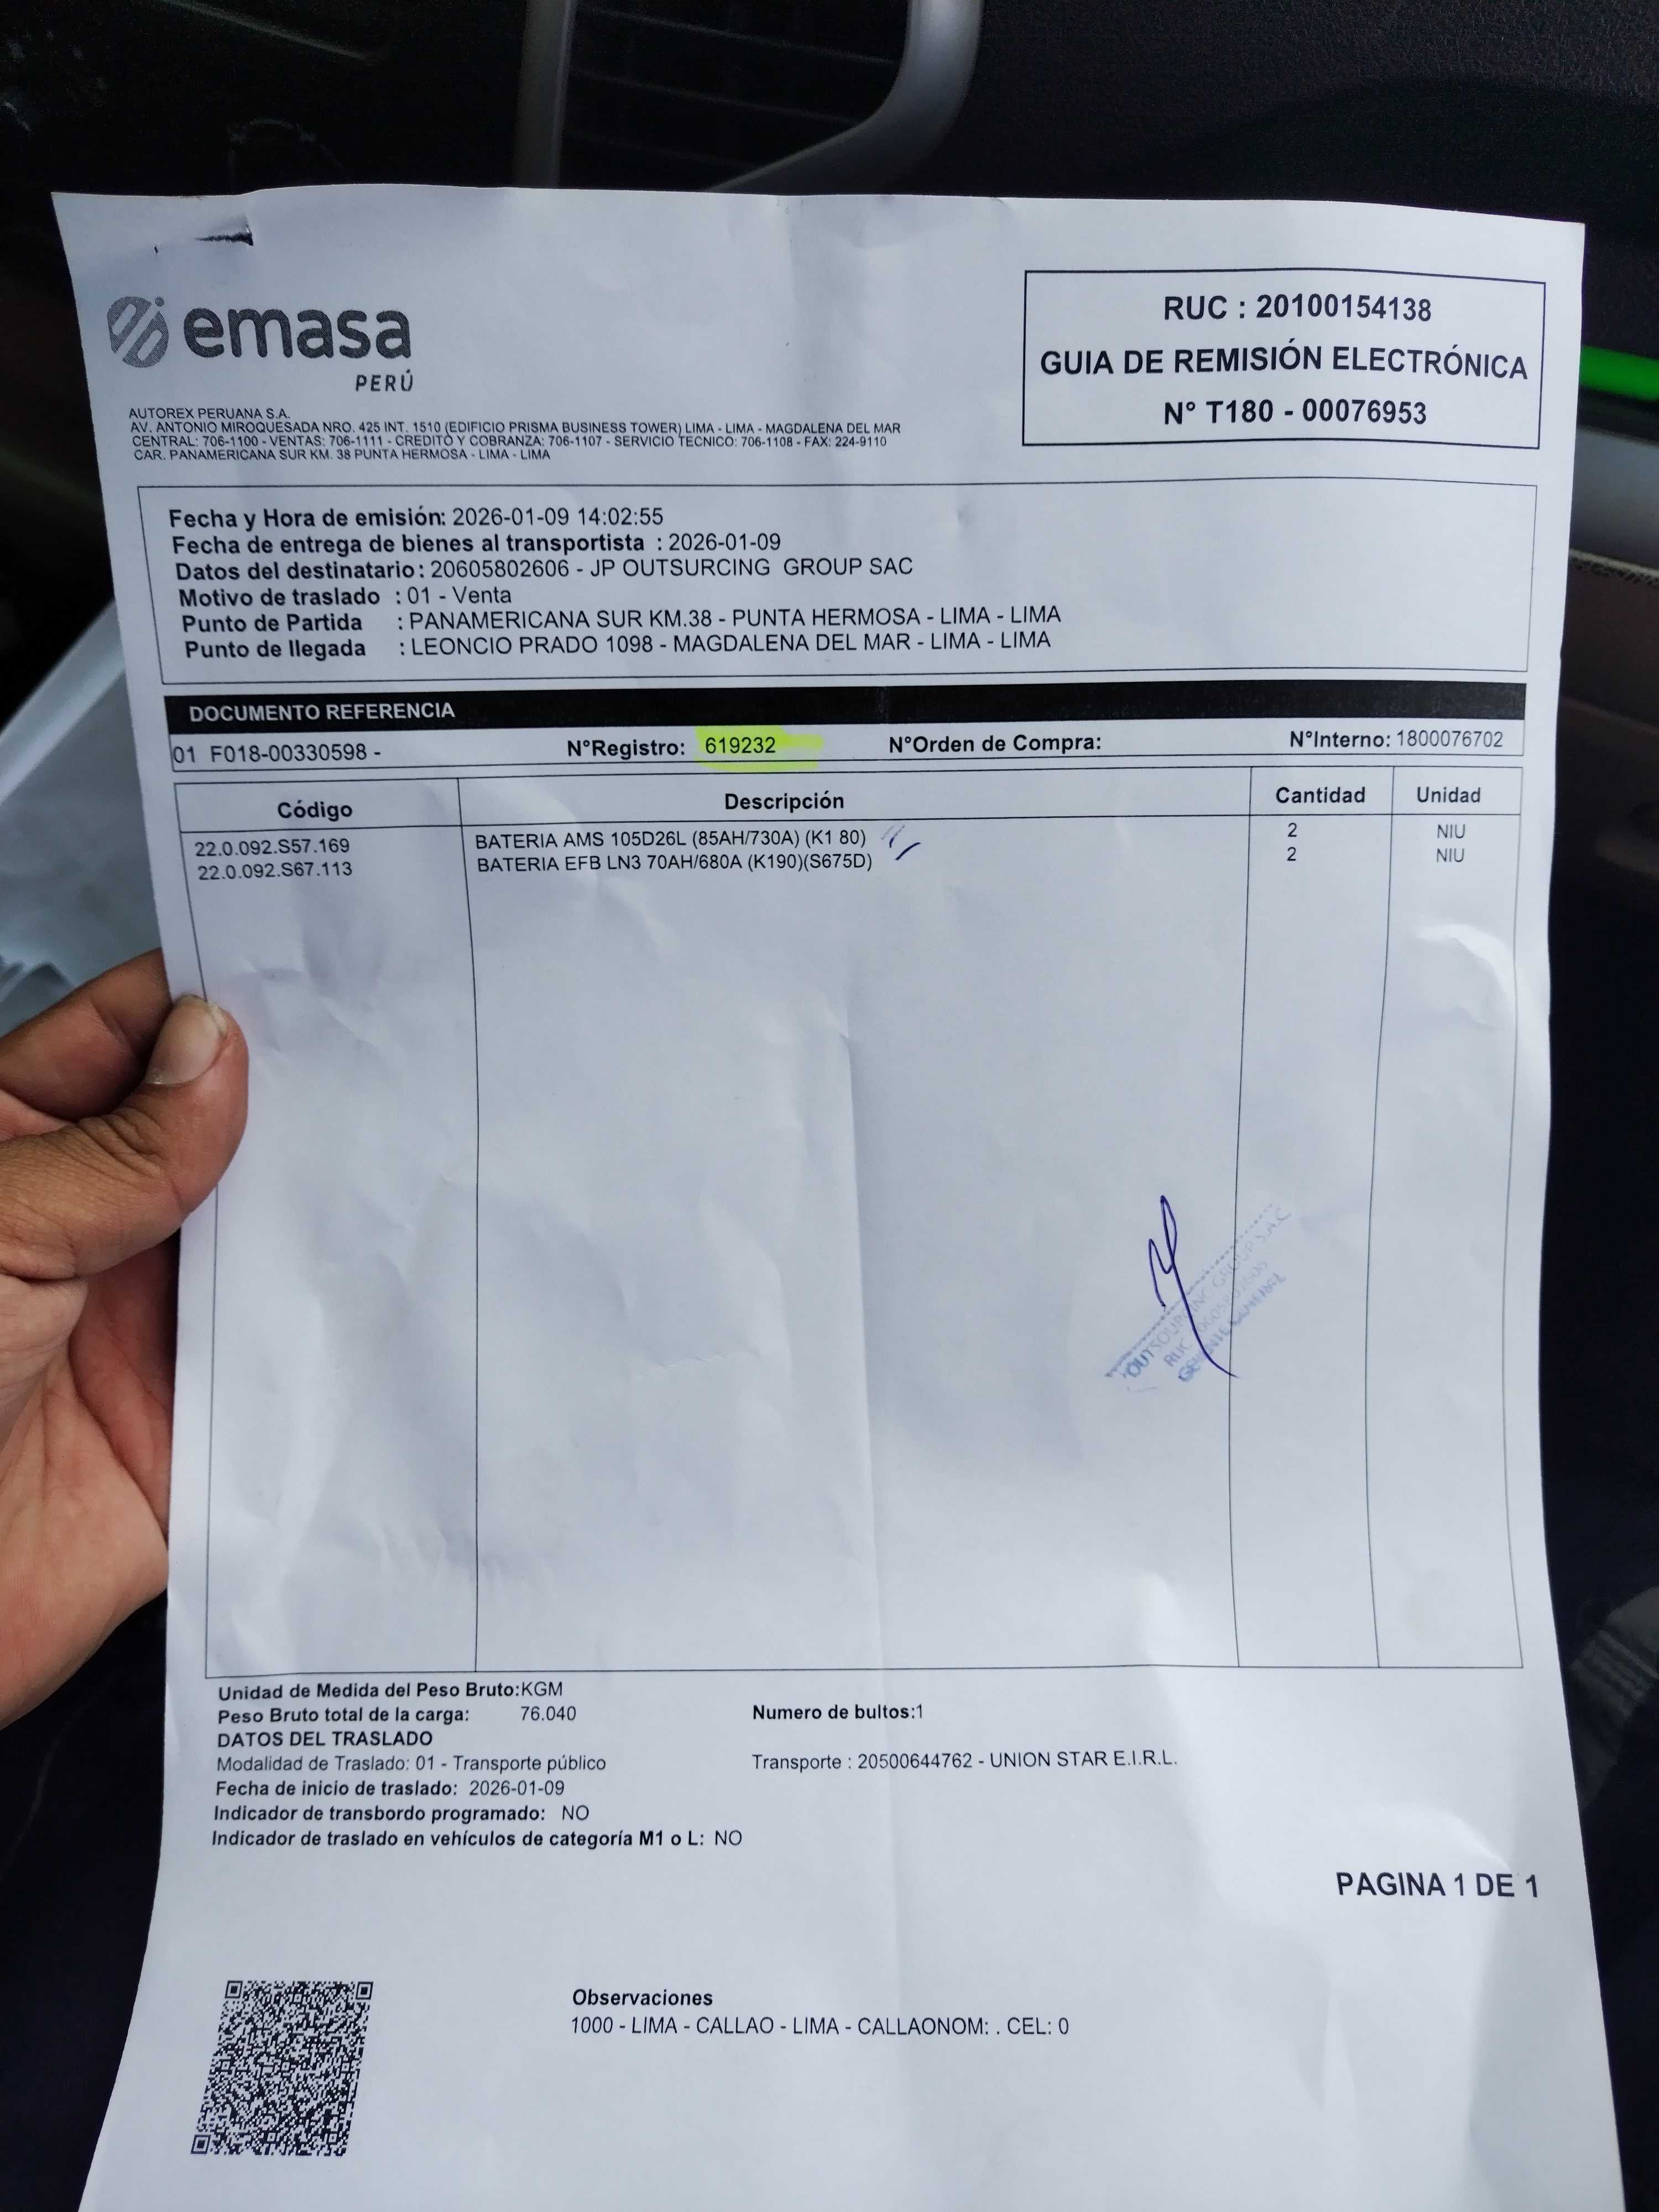 emasa
PERÚ
RUC : 20100154138
GUIA DE REMISIÓN ELECTRÓNICA
N° T180 - 00076953
AUTOREX PERUANA S.A.
AV. ANTONIO MIROQUESADA NRO. 425 INT. 1510 (EDIFICIO PRISMA BUSINESS TOWER) LIMA - LIMA - MAGDALENA DEL MAR
CENTRAL: 706-1100 - VENTAS: 706-1111 - CREDITO Y COBRANZA: 706-1107 - SERVICIO TECNICO: 706-1108 - FAX: 224-9110
CAR. PANAMERICANA SUR KM. 38 PUNTA HERMOSA - LIMA - LIMA
Fecha y Hora de emisión: 2026-01-09 14:02:55
Fecha de entrega de bienes al transportista : 2026-01-09
Datos del destinatario : 20605802606 - JP OUTSURCING GROUP SAC
Motivo de traslado : 01 - Venta
Punto de Partida : PANAMERICANA SUR KM.38 - PUNTA HERMOSA - LIMA - LIMA
Punto de llegada : LEONCIO PRADO 1098 - MAGDALENA DEL MAR - LIMA - LIMA
DOCUMENTO REFERENCIA
01 F018-00330598 - N°Registro: 619232 N°Orden de Compra: N°Interno: 1800076702
Código Descripción Cantidad Unidad
22.0.092.S57.169 BATERIA AMS 105D26L (85AH/730A) (K1 80) 2 NIU
22.0.092.S67.113 BATERIA EFB LN3 70AH/680A (K190)(S675D) 2 NIU
OUTSOURCING GROUP S.A.C
RUC
GERENTE GENERAL
Unidad de Medida del Peso Bruto:KGM
Peso Bruto total de la carga: 76.040 Numero de bultos:1
DATOS DEL TRASLADO
Modalidad de Traslado: 01 - Transporte público Transporte : 20500644762 - UNION STAR E.I.R.L.
Fecha de inicio de traslado: 2026-01-09
Indicador de transbordo programado: NO
Indicador de traslado en vehículos de categoría M1 o L: NO
PAGINA 1 DE 1
Observaciones
1000 - LIMA - CALLAO - LIMA - CALLAONOM: . CEL: 0